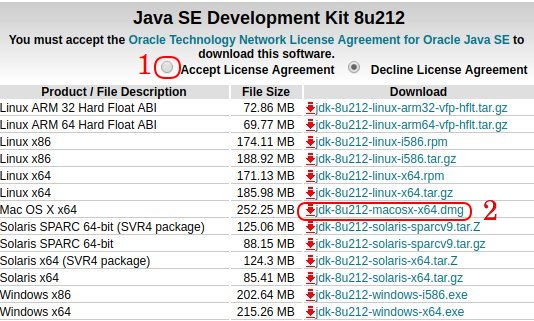 Java SE Development Kit 8u212
You must accept the Oracle Technology Network License Agreement for Oracle Java SE to
download this software.
1 Accept License Agreement Decline License Agreement
Product / File Description File Size Download
Linux ARM 32 Hard Float ABI 72.86 MB jdk-8u212-linux-arm32-vfp-hflt.tar.gz
Linux ARM 64 Hard Float ABI 69.77 MB jdk-8u212-linux-arm64-vfp-hflt.tar.gz
Linux x86 174.11 MB jdk-8u212-linux-i586.rpm
Linux x86 188.92 MB jdk-8u212-linux-i586.tar.gz
Linux x64 171.13 MB jdk-8u212-linux-x64.rpm
Linux x64 185.98 MB jdk-8u212-linux-x64.tar.gz
Mac OS X x64 252.25 MB jdk-8u212-macosx-x64.dmg 2
Solaris SPARC 64-bit (SVR4 package) 125.06 MB jdk-8u212-solaris-sparcv9.tar.Z
Solaris SPARC 64-bit 88.15 MB jdk-8u212-solaris-sparcv9.tar.gz
Solaris x64 (SVR4 package) 124.3 MB jdk-8u212-solaris-x64.tar.Z
Solaris x64 85.41 MB jdk-8u212-solaris-x64.tar.gz
Windows x86 202.64 MB jdk-8u212-windows-i586.exe
Windows x64 215.26 MB jdk-8u212-windows-x64.exe